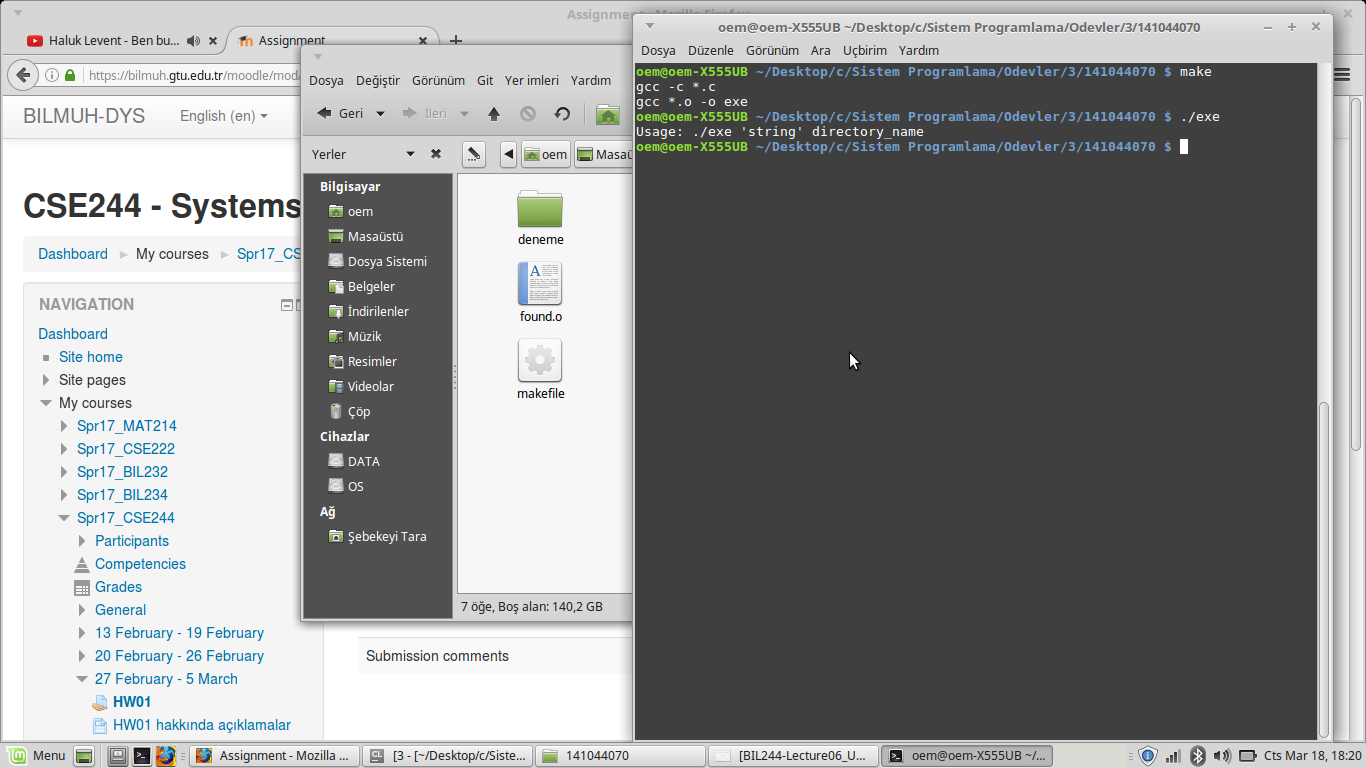 Assignment - Mozilla Firefox
Haluk Levent - Ben bu...
Assignment
https://bilmuh.gtu.edu.tr/moodle/mod/
BILMUH-DYS
English (en)
CSE244 - Systems
Dashboard
My courses
Spr17_CS
NAVIGATION
Dashboard
Site home
Site pages
My courses
Spr17_MAT214
Spr17_CSE222
Spr17_BIL232
Spr17_BIL234
Spr17_CSE244
Participants
Competencies
Grades
General
13 February - 19 February
20 February - 26 February
27 February - 5 March
HW01
HW01 hakkında açıklamalar
Submission comments
Dosya Değiştir Görünüm Git Yer imleri Yardım
Geri İleri
Yerler
oem Masaü
Bilgisayar
oem
Masaüstü
Dosya Sistemi
Belgeler
İndirilenler
Müzik
Resimler
Videolar
Çöp
Cihazlar
DATA
OS
Ağ
Şebekeyi Tara
deneme
found.o
makefile
7 öğe, Boş alan: 140,2 GB
oem@oem-X555UB ~/Desktop/c/Sistem Programlama/Odevler/3/141044070
Dosya Düzenle Görünüm Ara Uçbirim Yardım
oem@oem-X555UB ~/Desktop/c/Sistem Programlama/Odevler/3/141044070 $ make
gcc -c *.c
gcc *.o -o exe
oem@oem-X555UB ~/Desktop/c/Sistem Programlama/Odevler/3/141044070 $ ./exe
Usage: ./exe 'string' directory_name
oem@oem-X555UB ~/Desktop/c/Sistem Programlama/Odevler/3/141044070 $
Menu
Assignment - Mozilla ...
[3 - [~/Desktop/c/Siste...
141044070
[BIL244-Lecture06_U...
oem@oem-X555UB ~/...
Cts Mar 18, 18:20